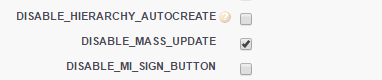 DISABLE_HIERARCHY_AUTOCREATE ?
DISABLE_MASS_UPDATE
DISABLE_MI_SIGN_BUTTON